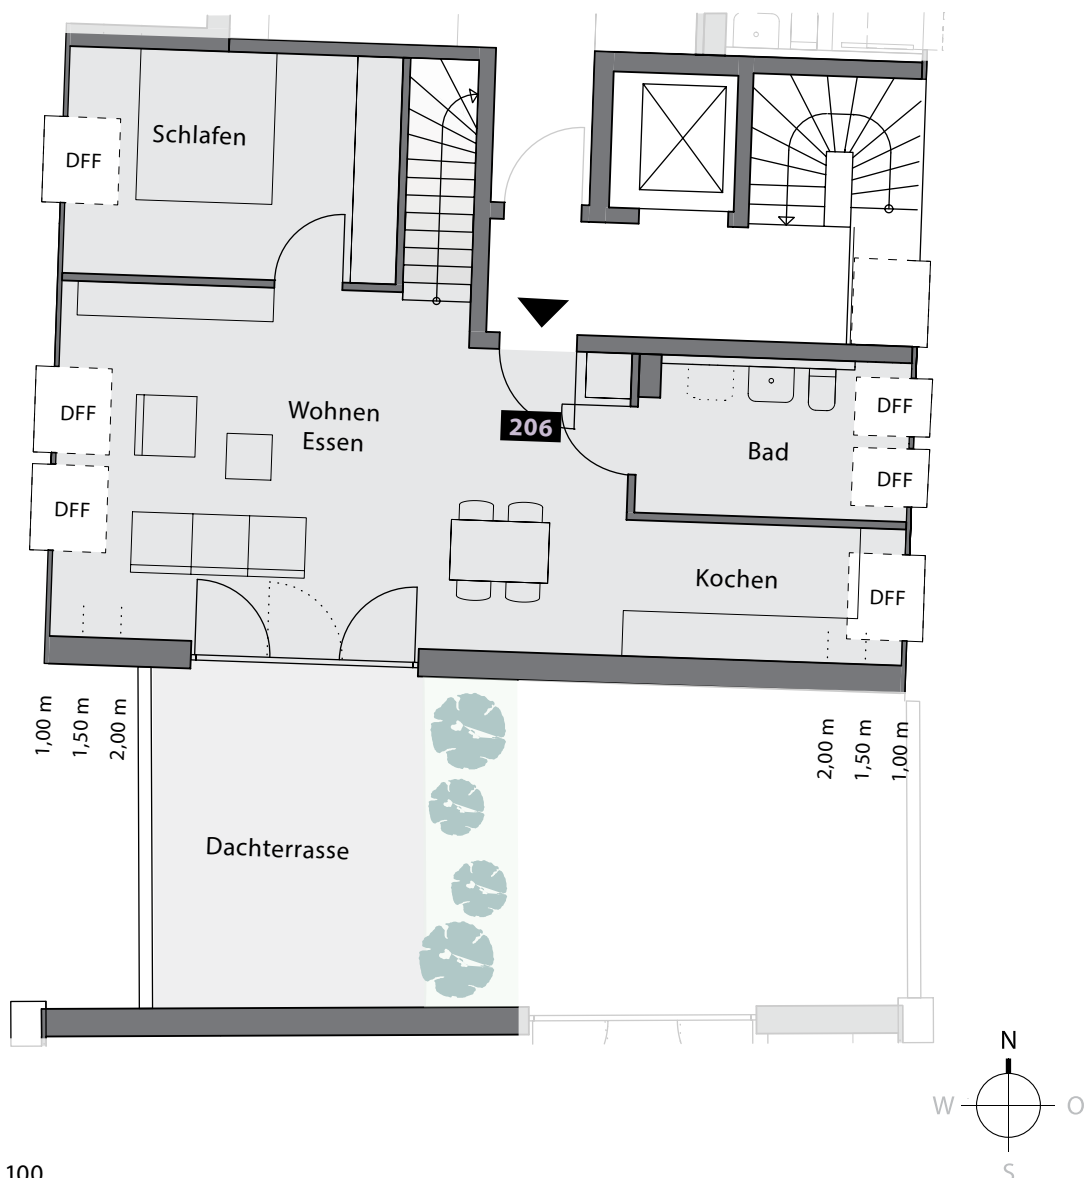 Schlafen
DFF
DFF
Wohnen
Essen
206
DFF
Bad
DFF
DFF
Kochen
DFF
1,00 m
1,50 m
2,00 m
2,00 m
1,50 m
1,00 m
Dachterrasse
N
W
O
S
100